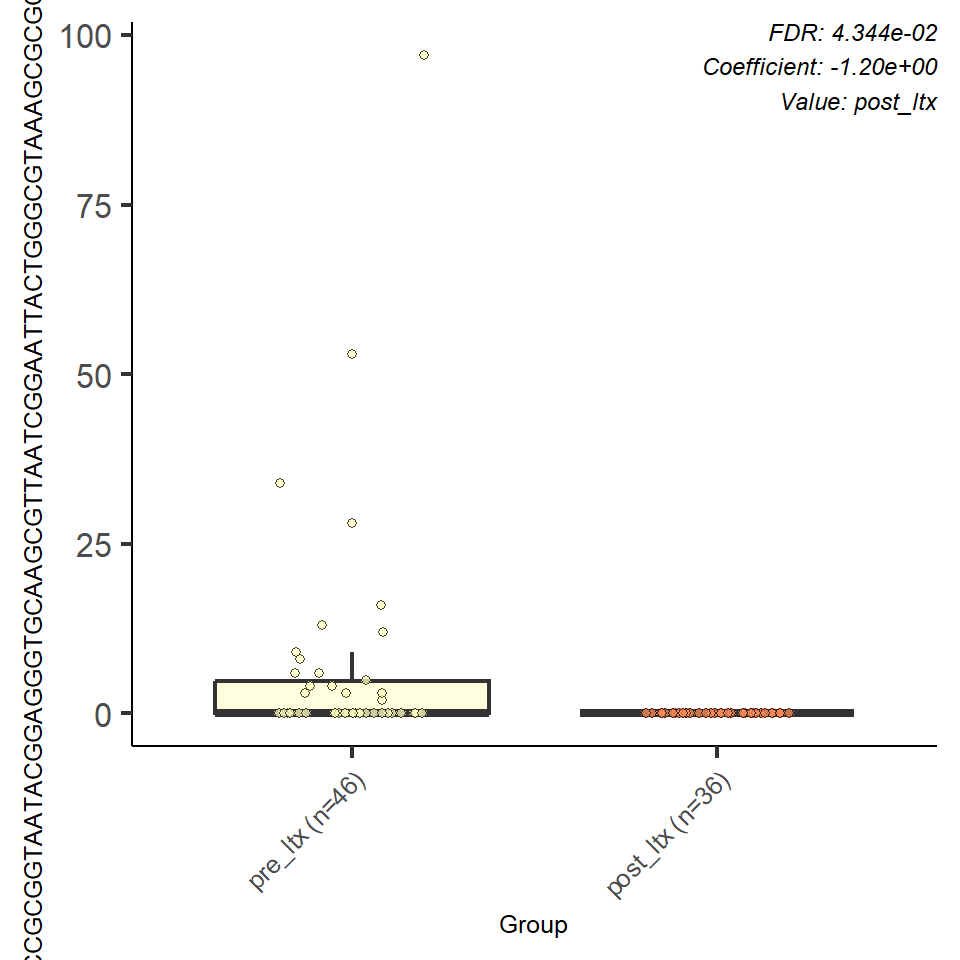 CCGCGGTAATACGGAGGGTGCAAGCGTTAATCGGAATTACTGGGCGTAAAGCGCGC
100
75
50
25
0
FDR: 4.344e-02
Coefficient: -1.20e+00
Value: post_ltx
pre_ltx (n=46)
post_ltx (n=36)
Group